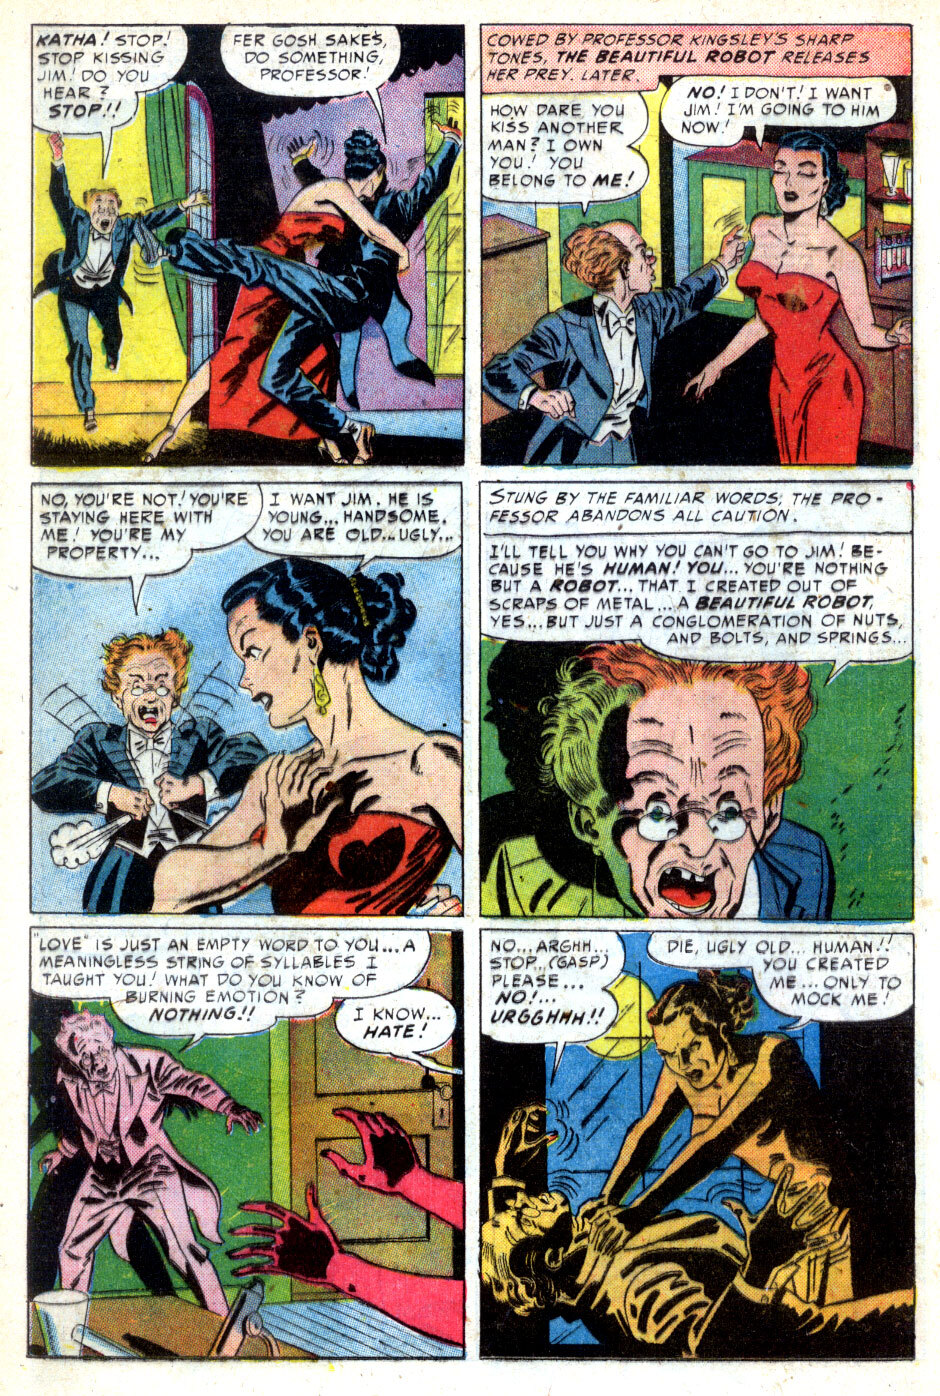 KATHA! STOP!
STOP KISSING
JIM! DO YOU
HEAR?
STOP!!
FER GOSH SAKES,
DO SOMETHING,
PROFESSOR!
COWED BY PROFESSOR KINGSLEY'S SHARP
TONES, THE BEAUTIFUL ROBOT RELEASES
HER PREY. LATER.
HOW DARE YOU
KISS ANOTHER
MAN? I OWN
YOU! YOU
BELONG TO ME!
NO! I DON'T! I WANT
JIM! I'M GOING TO HIM
NOW!
NO, YOU'RE NOT! YOU'RE
STAYING HERE WITH
ME! YOU'RE MY
PROPERTY...
I WANT JIM. HE IS
YOUNG... HANDSOME.
YOU ARE OLD... UGLY...
STUNG BY THE FAMILIAR WORDS, THE PRO-
FESSOR ABANDONS ALL CAUTION.
I'LL TELL YOU WHY YOU CAN'T GO TO JIM! BE-
CAUSE HE'S HUMAN! YOU... YOU'RE NOTHING
BUT A ROBOT... THAT I CREATED OUT OF
SCRAPS OF METAL... A BEAUTIFUL ROBOT,
YES... BUT JUST A CONGLOMERATION OF NUTS,
AND BOLTS, AND SPRINGS...
"LOVE" IS JUST AN EMPTY WORD TO YOU... A
MEANINGLESS STRING OF SYLLABLES I
TAUGHT YOU! WHAT DO YOU KNOW OF
BURNING EMOTION?
NOTHING!!
I KNOW...
HATE!
NO... ARGHH...
STOP... (GASP)
PLEASE...
NO!...
URGGHHH!!
DIE, UGLY OLD... HUMAN!!
YOU CREATED
ME... ONLY TO
MOCK ME!